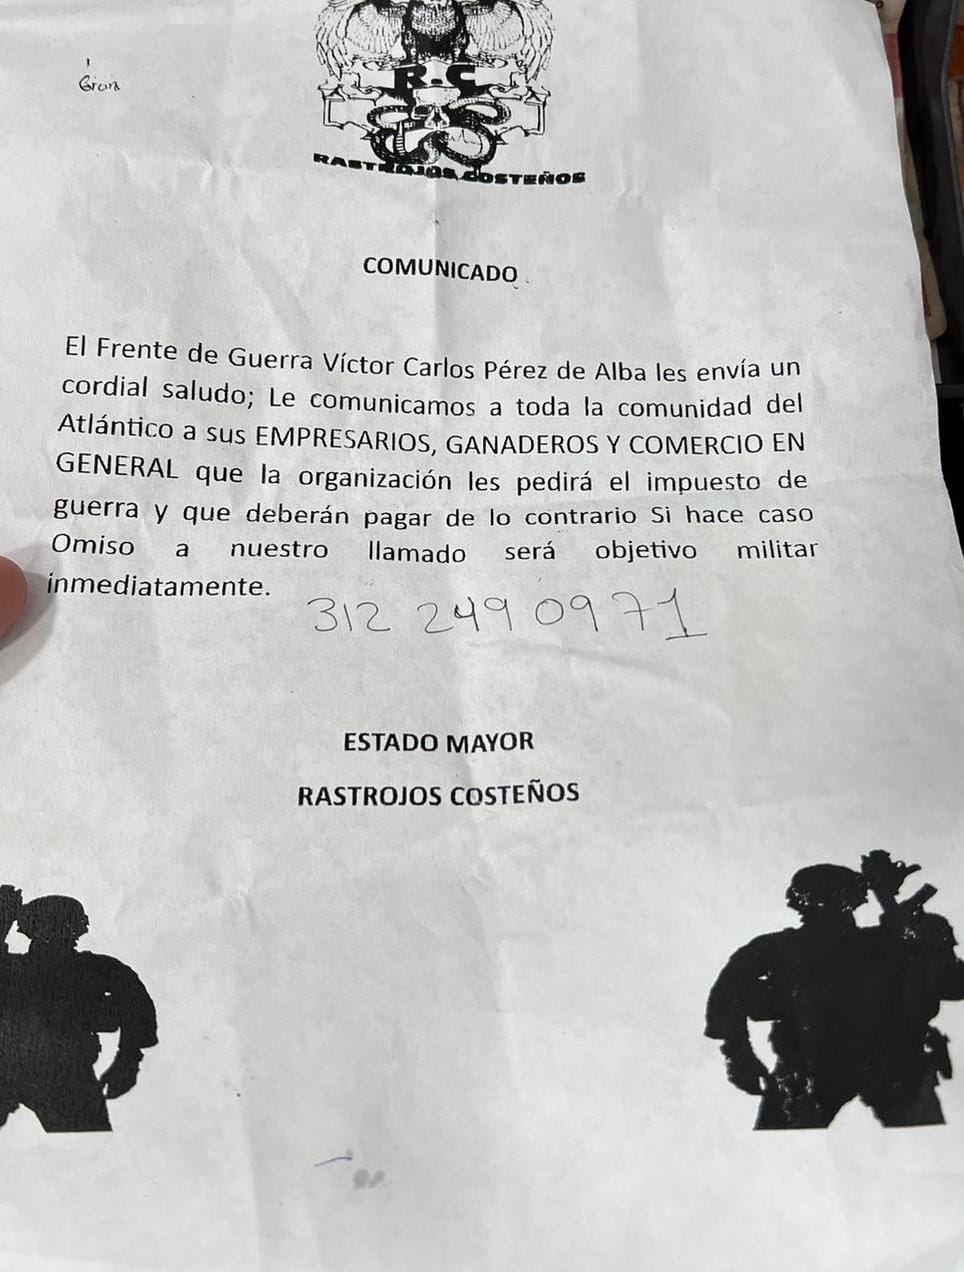 R.C
RASTROJOS COSTEÑOS
COMUNICADO
El Frente de Guerra Víctor Carlos Pérez de Alba les envía un
cordial saludo; Le comunicamos a toda la comunidad del
Atlántico a sus EMPRESARIOS, GANADEROS Y COMERCIO EN
GENERAL que la organización les pedirá el impuesto de
guerra y que deberán pagar de lo contrario Si hace caso
Omiso a nuestro llamado será objetivo militar
inmediatamente.
312 249 0971
ESTADO MAYOR
RASTROJOS COSTEÑOS